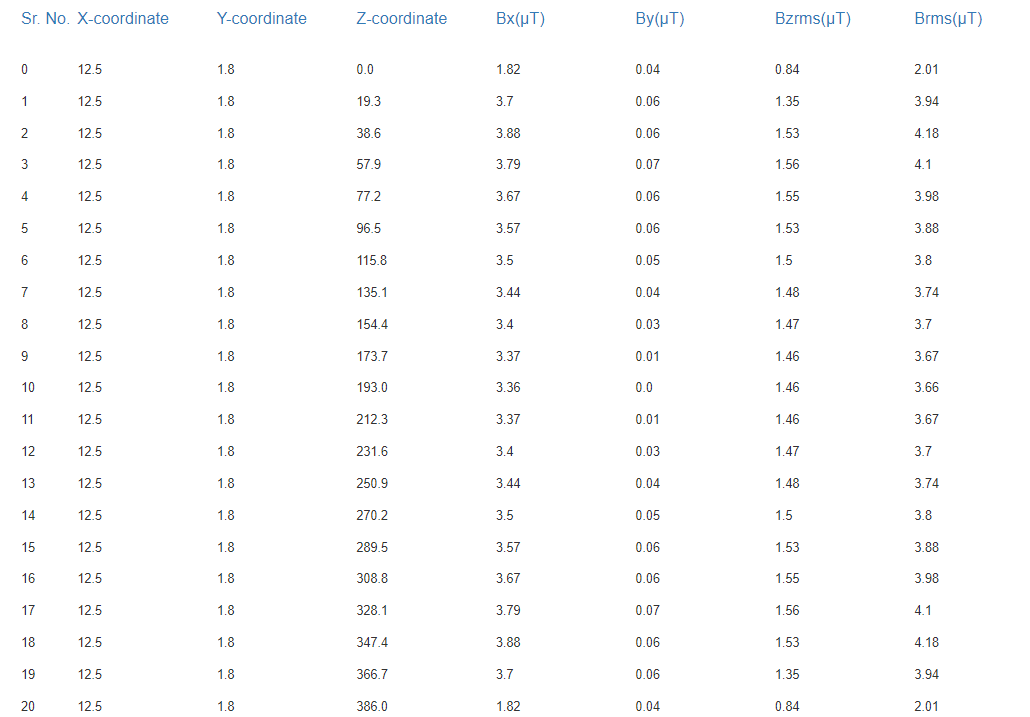 Sr. No. X-coordinate Y-coordinate Z-coordinate Bx(µT) By(µT) Bzrms(µT) Brms(µT)
0 12.5 1.8 0.0 1.82 0.04 0.84 2.01
1 12.5 1.8 19.3 3.7 0.06 1.35 3.94
2 12.5 1.8 38.6 3.88 0.06 1.53 4.18
3 12.5 1.8 57.9 3.79 0.07 1.56 4.1
4 12.5 1.8 77.2 3.67 0.06 1.55 3.98
5 12.5 1.8 96.5 3.57 0.06 1.53 3.88
6 12.5 1.8 115.8 3.5 0.05 1.5 3.8
7 12.5 1.8 135.1 3.44 0.04 1.48 3.74
8 12.5 1.8 154.4 3.4 0.03 1.47 3.7
9 12.5 1.8 173.7 3.37 0.01 1.46 3.67
10 12.5 1.8 193.0 3.36 0.0 1.46 3.66
11 12.5 1.8 212.3 3.37 0.01 1.46 3.67
12 12.5 1.8 231.6 3.4 0.03 1.47 3.7
13 12.5 1.8 250.9 3.44 0.04 1.48 3.74
14 12.5 1.8 270.2 3.5 0.05 1.5 3.8
15 12.5 1.8 289.5 3.57 0.06 1.53 3.88
16 12.5 1.8 308.8 3.67 0.06 1.55 3.98
17 12.5 1.8 328.1 3.79 0.07 1.56 4.1
18 12.5 1.8 347.4 3.88 0.06 1.53 4.18
19 12.5 1.8 366.7 3.7 0.06 1.35 3.94
20 12.5 1.8 386.0 1.82 0.04 0.84 2.01